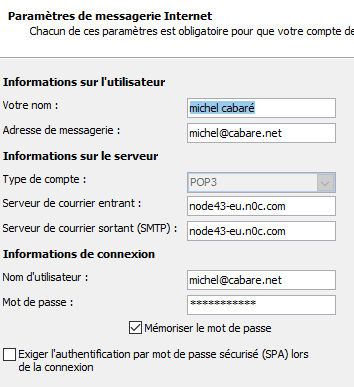 Paramètres de messagerie Internet
Chacun de ces paramètres est obligatoire pour que votre compte de
Informations sur l'utilisateur
Votre nom : michel cabaré
Adresse de messagerie : michel@cabare.net
Informations sur le serveur
Type de compte : POP3
Serveur de courrier entrant : node43-eu.n0c.com
Serveur de courrier sortant (SMTP) : node43-eu.n0c.com
Informations de connexion
Nom d'utilisateur : michel@cabare.net
Mot de passe : ***********
Mémoriser le mot de passe
Exiger l'authentification par mot de passe sécurisé (SPA) lors
de la connexion